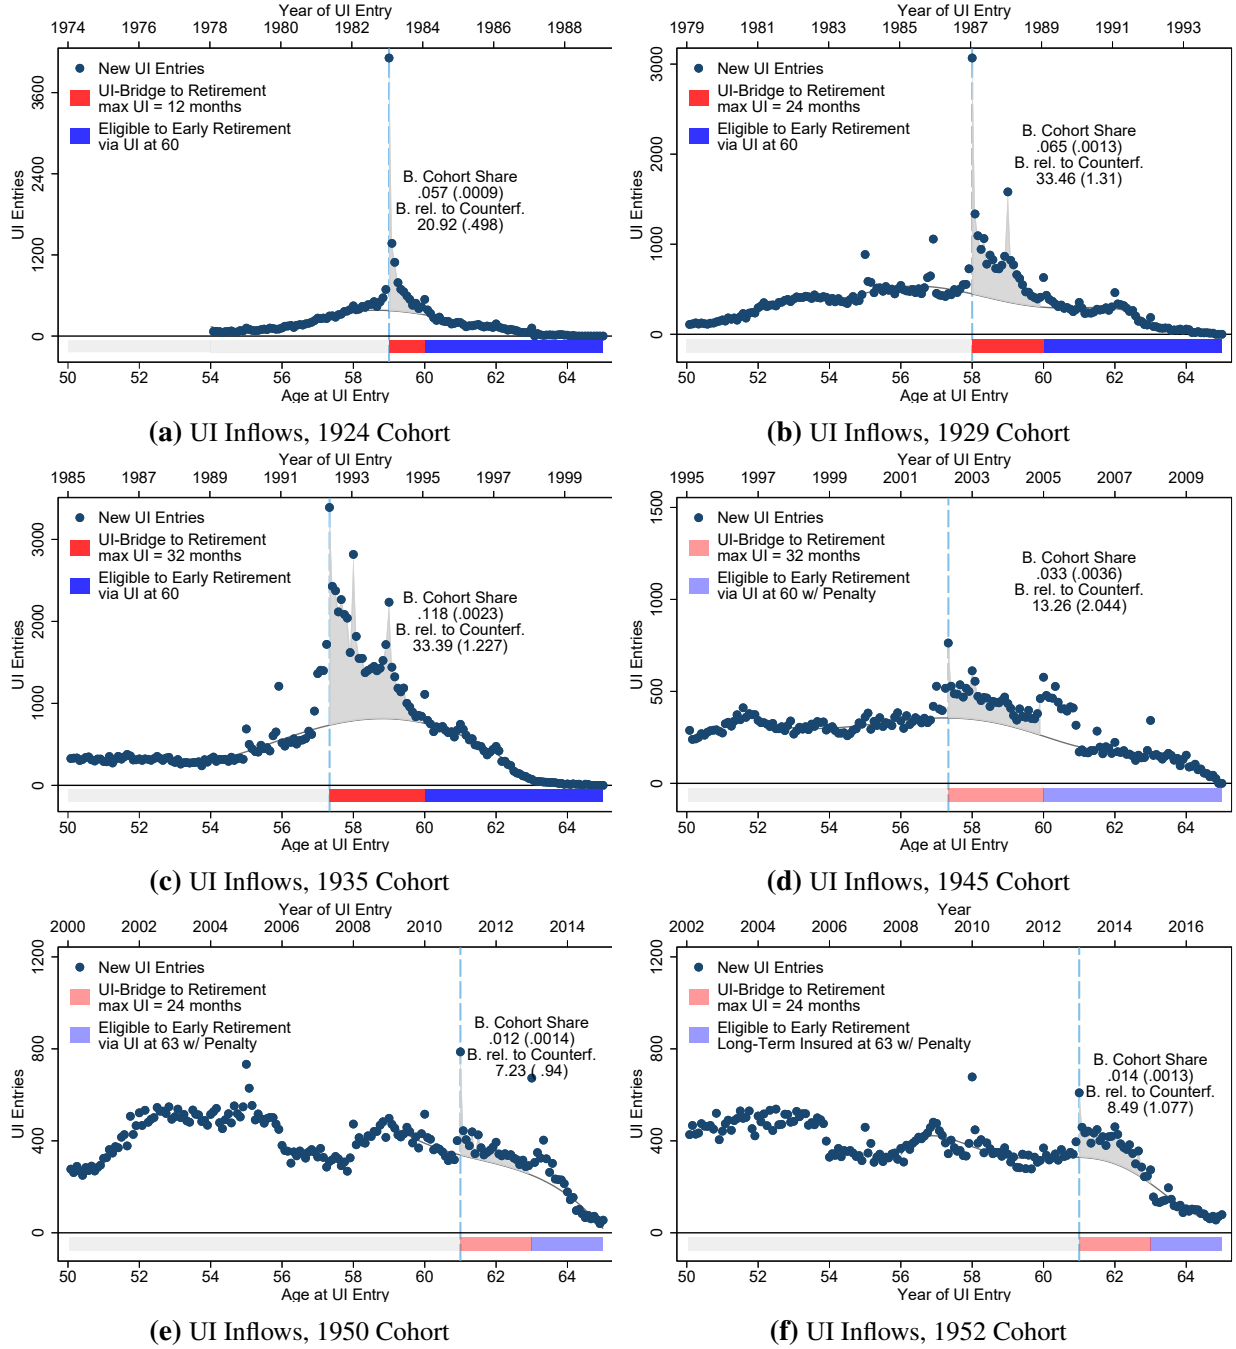 Year of UI Entry
1974 1976 1978 1980 1982 1984 1986 1988
New UI Entries
UI-Bridge to Retirement
max UI = 12 months
Eligible to Early Retirement
via UI at 60
B. Cohort Share
.057 (.0009)
B. rel. to Counterf.
20.92 (.498)
UI Entries
3600
2400
1200
0
50 52 54 56 58 60 62 64
Age at UI Entry
(a) UI Inflows, 1924 Cohort
Year of UI Entry
1979 1981 1983 1985 1987 1989 1991 1993
New UI Entries
UI-Bridge to Retirement
max UI = 24 months
Eligible to Early Retirement
via UI at 60
B. Cohort Share
.065 (.0013)
B. rel. to Counterf.
33.46 (1.31)
UI Entries
3000
2000
1000
0
50 52 54 56 58 60 62 64
Age at UI Entry
(b) UI Inflows, 1929 Cohort
Year of UI Entry
1985 1987 1989 1991 1993 1995 1997 1999
New UI Entries
UI-Bridge to Retirement
max UI = 32 months
Eligible to Early Retirement
via UI at 60
B. Cohort Share
.118 (.0023)
B. rel. to Counterf.
33.39 (1.227)
UI Entries
3000
2000
1000
0
50 52 54 56 58 60 62 64
Age at UI Entry
(c) UI Inflows, 1935 Cohort
Year of UI Entry
1995 1997 1999 2001 2003 2005 2007 2009
New UI Entries
UI-Bridge to Retirement
max UI = 32 months
Eligible to Early Retirement
via UI at 60 w/ Penalty
B. Cohort Share
.033 (.0036)
B. rel. to Counterf.
13.26 (2.044)
UI Entries
1500
1000
500
0
50 52 54 56 58 60 62 64
Age at UI Entry
(d) UI Inflows, 1945 Cohort
Year of UI Entry
2000 2002 2004 2006 2008 2010 2012 2014
New UI Entries
UI-Bridge to Retirement
max UI = 24 months
Eligible to Early Retirement
via UI at 63 w/ Penalty
B. Cohort Share
.012 (.0014)
B. rel. to Counterf.
7.23 ( .94)
UI Entries
1200
800
400
0
50 52 54 56 58 60 62 64
Age at UI Entry
(e) UI Inflows, 1950 Cohort
Year
2002 2004 2006 2008 2010 2012 2014 2016
New UI Entries
UI-Bridge to Retirement
max UI = 24 months
Eligible to Early Retirement
Long-Term Insured at 63 w/ Penalty
B. Cohort Share
.014 (.0013)
B. rel. to Counterf.
8.49 (1.077)
UI Entries
1200
800
400
0
50 52 54 56 58 60 62 64
Year of UI Entry
(f) UI Inflows, 1952 Cohort